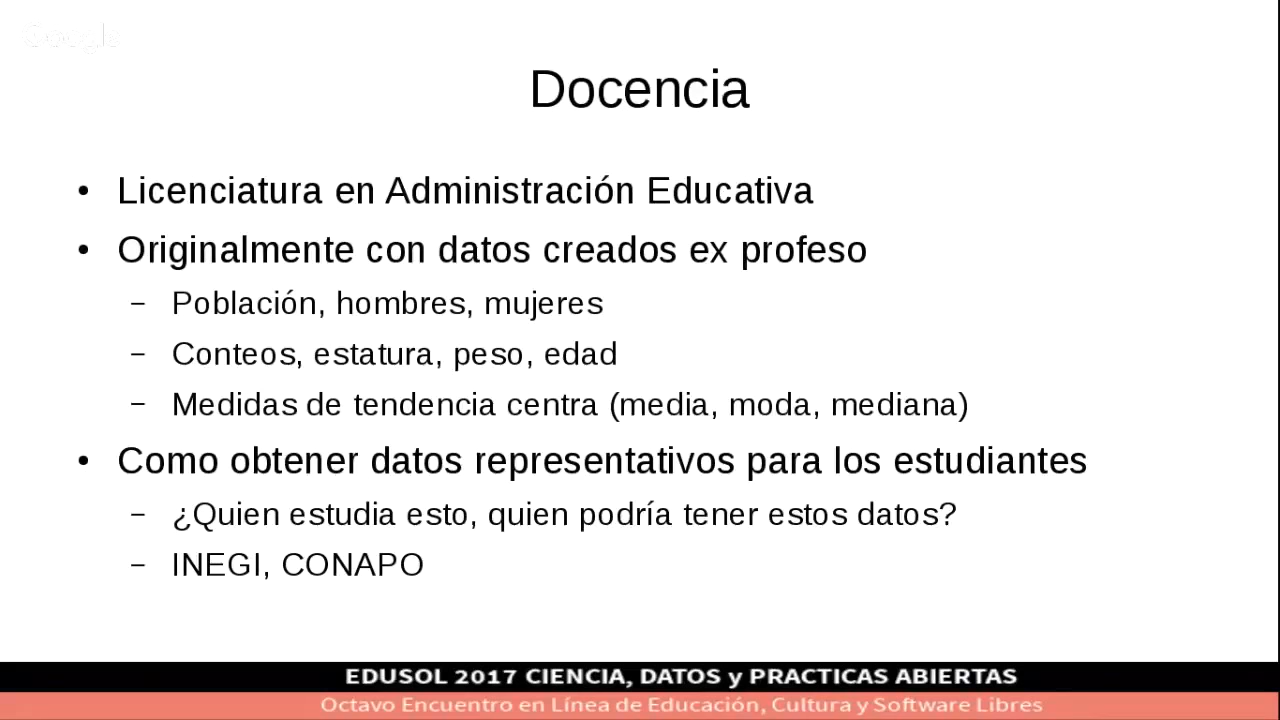 Google
Docencia
• Licenciatura en Administración Educativa
• Originalmente con datos creados ex profeso
– Población, hombres, mujeres
– Conteos, estatura, peso, edad
– Medidas de tendencia centra (media, moda, mediana)
• Como obtener datos representativos para los estudiantes
– ¿Quien estudia esto, quien podría tener estos datos?
– INEGI, CONAPO
EDUSOL 2017 CIENCIA, DATOS y PRACTICAS ABIERTAS
Octavo Encuentro en Línea de Educación, Cultura y Software Libres